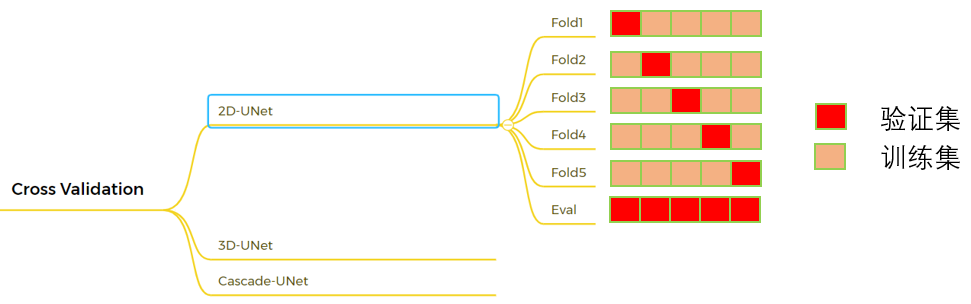 Cross Validation
2D-UNet
Fold1
Fold2
Fold3
Fold4
Fold5
Eval
3D-UNet
Cascade-UNet
验证集
训练集